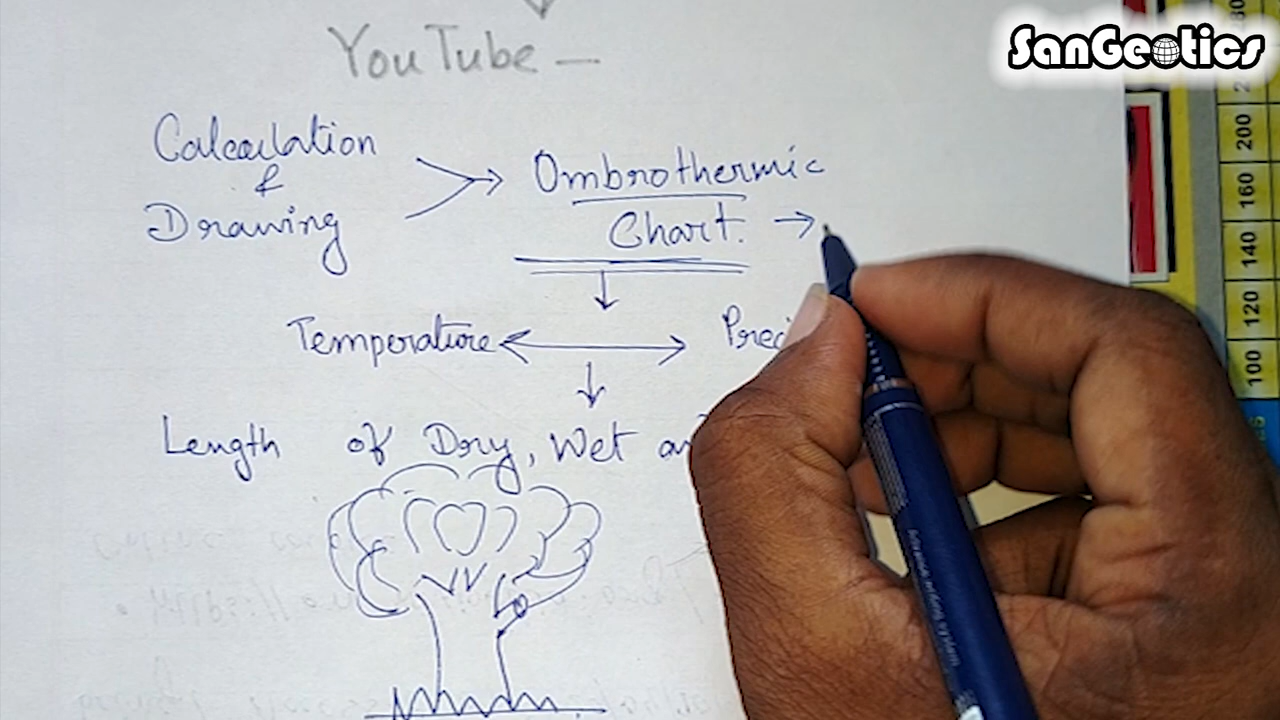 SanGeotics
YouTube —
Calculation
&
Drawing
Ombrothermic
Chart. →
Temperature
Length of Dry, Wet
200
160
140
120
100